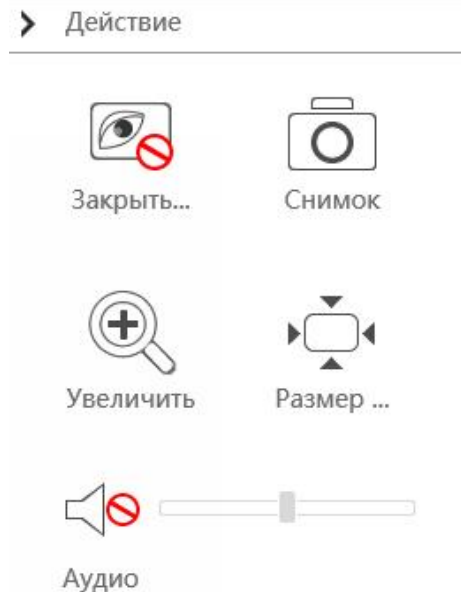 Действие
Закрыть...
Снимок
Увеличить
Размер ...
Аудио